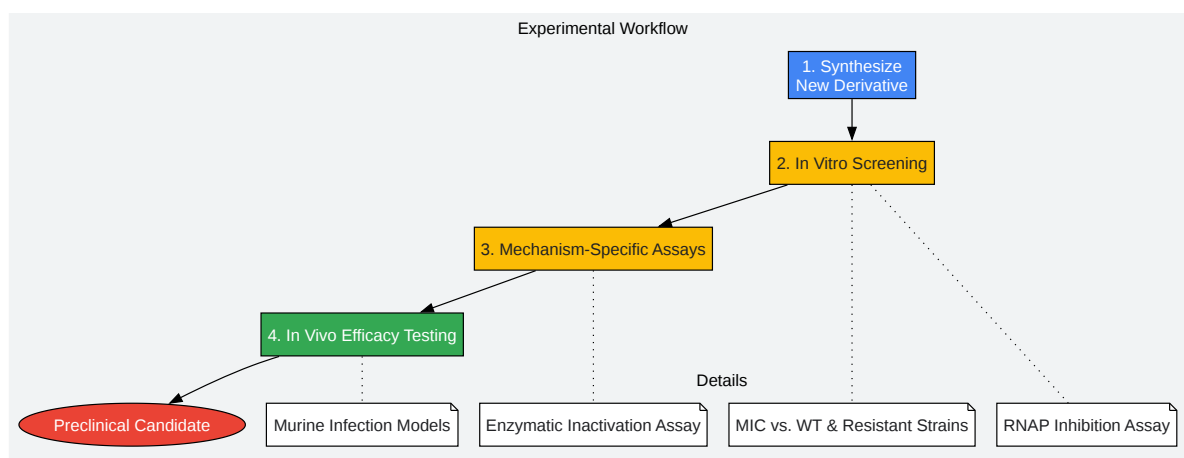 Experimental Workflow
1. Synthesize
New Derivative
2. In Vitro Screening
3. Mechanism-Specific Assays
4. In Vivo Efficacy Testing
Details
Preclinical Candidate
Murine Infection Models
Enzymatic Inactivation Assay
MIC vs. WT & Resistant Strains
RNAP Inhibition Assay